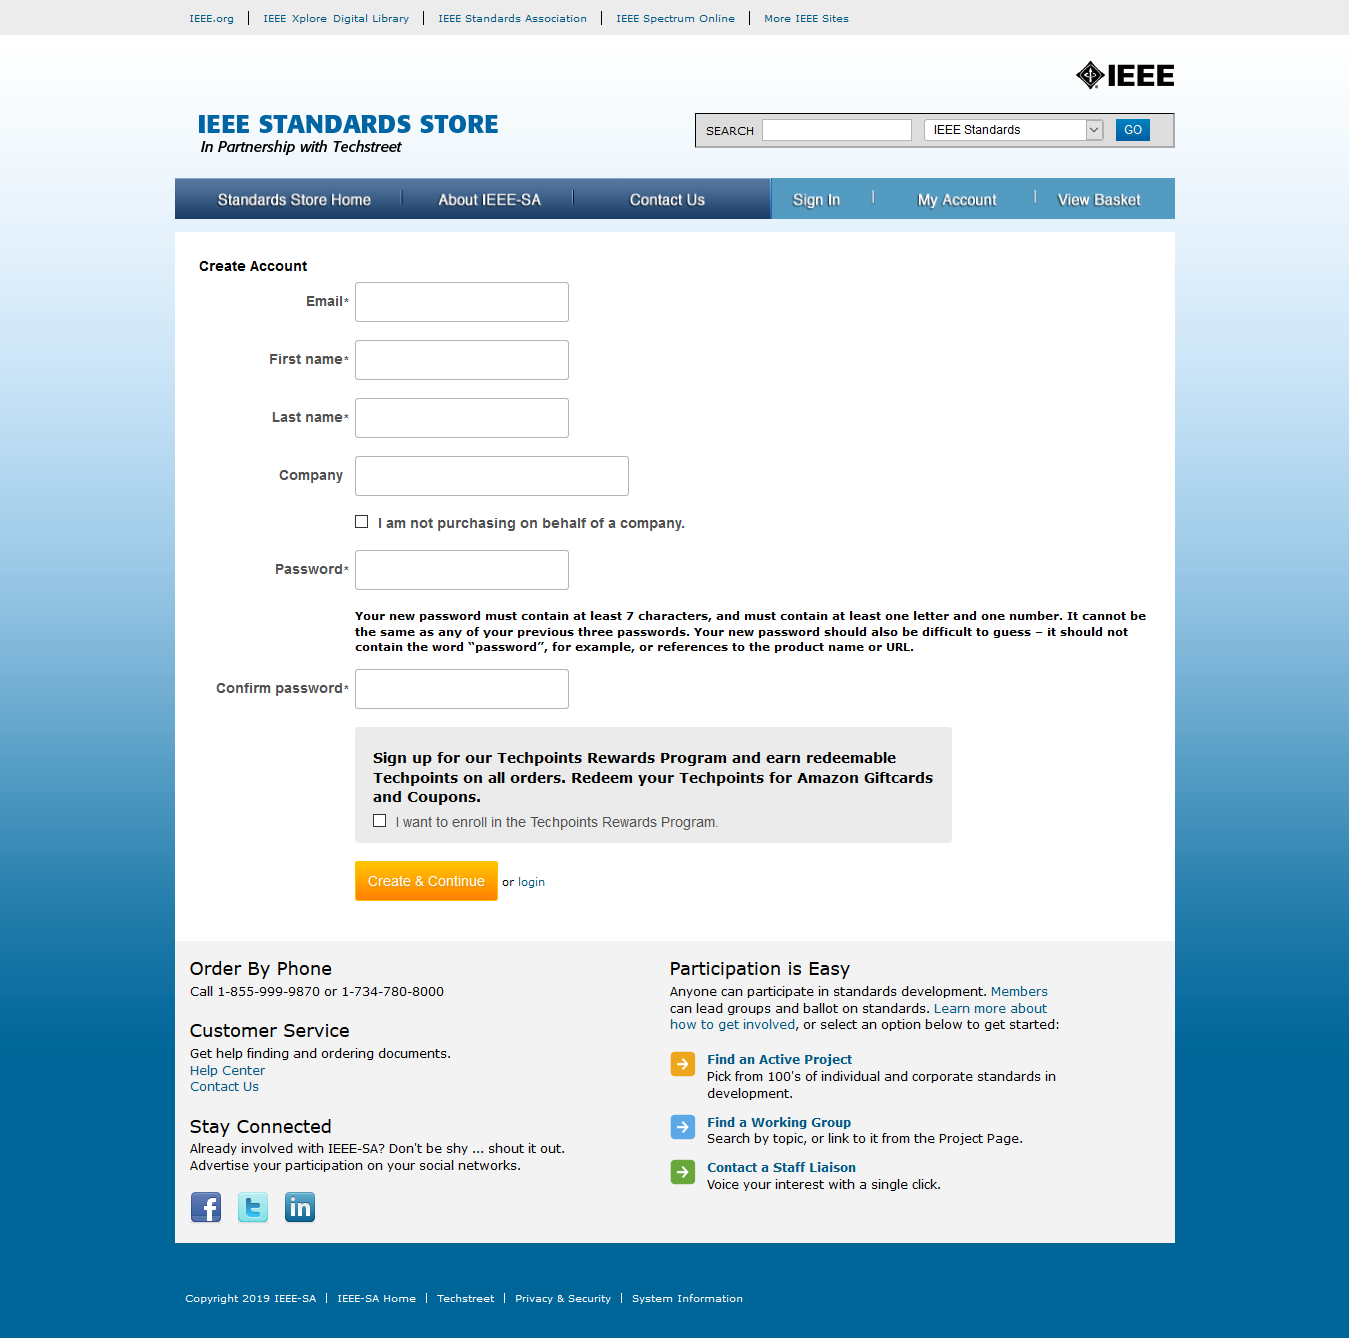 IEEE.org | IEEE Xplore Digital Library | IEEE Standards Association | IEEE Spectrum Online | More IEEE Sites
IEEE
IEEE STANDARDS STORE
In Partnership with Techstreet
SEARCH IEEE Standards GO
Standards Store Home | About IEEE-SA | Contact Us | Sign In | My Account | View Basket
Create Account
Email*
First name*
Last name*
Company
I am not purchasing on behalf of a company.
Password*
Your new password must contain at least 7 characters, and must contain at least one letter and one number. It cannot be
the same as any of your previous three passwords. Your new password should also be difficult to guess – it should not
contain the word “password”, for example, or references to the product name or URL.
Confirm password*
Sign up for our Techpoints Rewards Program and earn redeemable
Techpoints on all orders. Redeem your Techpoints for Amazon Giftcards
and Coupons.
I want to enroll in the Techpoints Rewards Program.
Create & Continue or login
Order By Phone
Call 1-855-999-9870 or 1-734-780-8000
Customer Service
Get help finding and ordering documents.
Help Center
Contact Us
Stay Connected
Already involved with IEEE-SA? Don't be shy ... shout it out.
Advertise your participation on your social networks.
f t in
Participation is Easy
Anyone can participate in standards development. Members
can lead groups and ballot on standards. Learn more about
how to get involved, or select an option below to get started:
Find an Active Project
Pick from 100's of individual and corporate standards in
development.
Find a Working Group
Search by topic, or link to it from the Project Page.
Contact a Staff Liaison
Voice your interest with a single click.
Copyright 2019 IEEE-SA | IEEE-SA Home | Techstreet | Privacy & Security | System Information